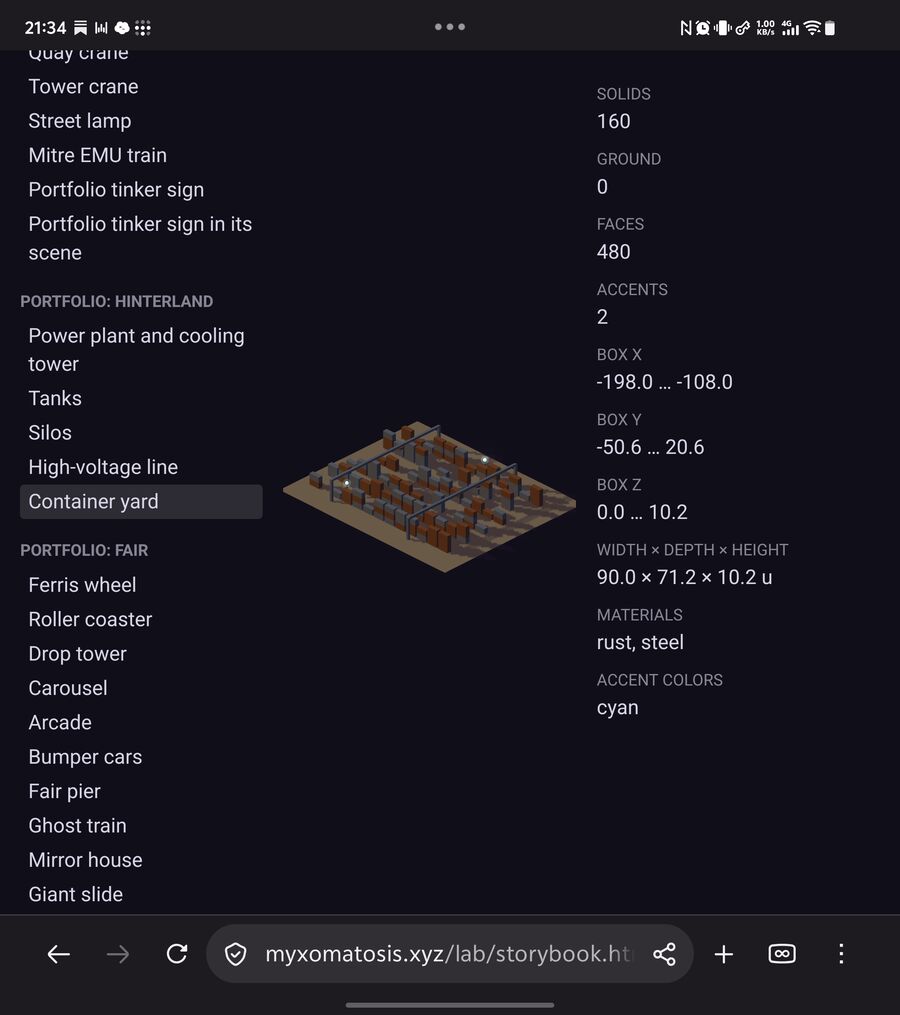 21:34
1.00
KB/s
4G
Quay crane
Tower crane
Street lamp
Mitre EMU train
Portfolio tinker sign
Portfolio tinker sign in its
scene
PORTFOLIO: HINTERLAND
Power plant and cooling
tower
Tanks
Silos
High-voltage line
Container yard
PORTFOLIO: FAIR
Ferris wheel
Roller coaster
Drop tower
Carousel
Arcade
Bumper cars
Fair pier
Ghost train
Mirror house
Giant slide
SOLIDS
160
GROUND
0
FACES
480
ACCENTS
2
BOX X
-198.0 … -108.0
BOX Y
-50.6 … 20.6
BOX Z
0.0 … 10.2
WIDTH × DEPTH × HEIGHT
90.0 × 71.2 × 10.2 u
MATERIALS
rust, steel
ACCENT COLORS
cyan
myxomatosis.xyz/lab/storybook.ht